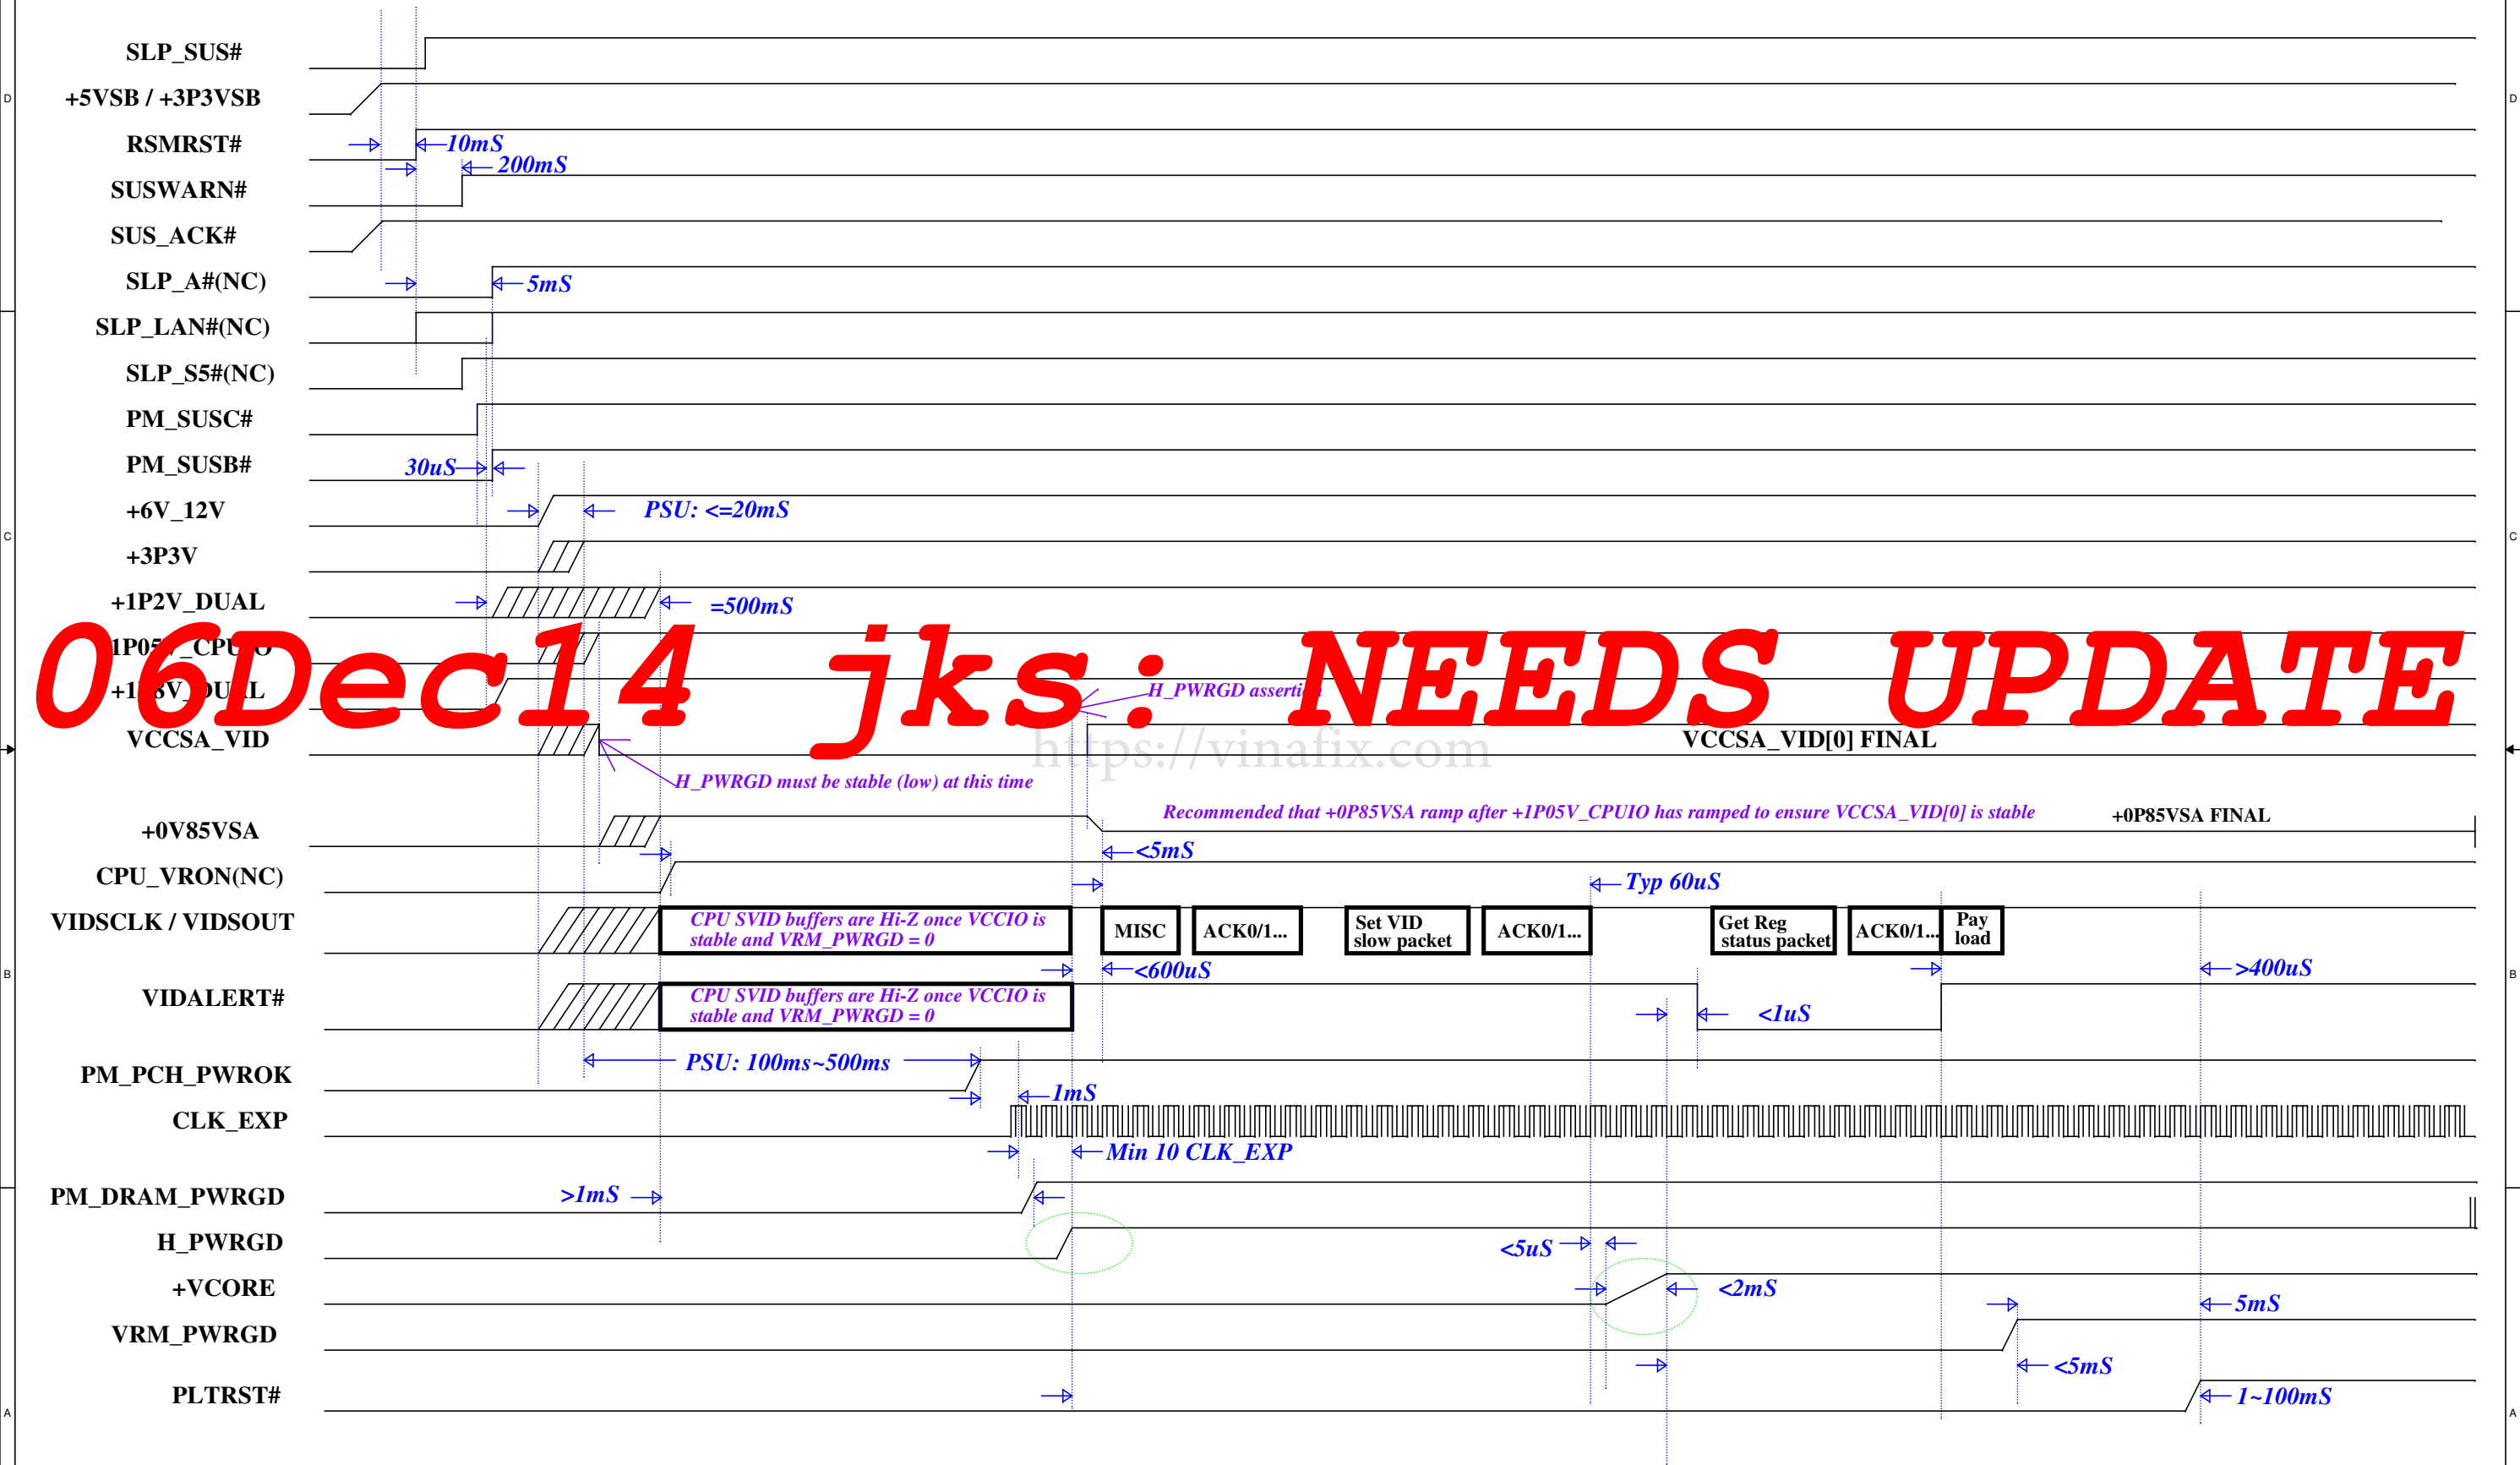 SLP_SUS#
D
D
+5VSB / +3P3VSB
RSMRST#
10mS
200mS
SUSWARN#
SUS_ACK#
SLP_A#(NC)
5mS
SLP_LAN#(NC)
SLP_S5#(NC)
PM_SUSC#
PM_SUSB#
30uS
+6V_12V
PSU: <=20mS
C
C
+3P3V
+1P2V_DUAL
=500mS
06Dec14 jks: NEEDS UPDATE
H_PWRGD assertion
VCCSA_VID
VCCSA_VID[0] FINAL
https://vinafix.com
H_PWRGD must be stable (low) at this time
Recommended that +0P85VSA ramp after +1P05V_CPUIO has ramped to ensure VCCSA_VID[0] is stable
+0P85VSA FINAL
+0V85VSA
<5mS
CPU_VRON(NC)
Typ 60uS
VIDSCLK / VIDSOUT
CPU SVID buffers are Hi-Z once VCCIO is
stable and VRM_PWRGD = 0
MISC
ACK0/1...
Set VID
slow packet
ACK0/1...
Get Reg
status packet
ACK0/1...
Pay
load
B
B
<600uS
>400uS
VIDALERT#
CPU SVID buffers are Hi-Z once VCCIO is
stable and VRM_PWRGD = 0
<1uS
PSU: 100ms~500ms
PM_PCH_PWROK
1mS
CLK_EXP
Min 10 CLK_EXP
PM_DRAM_PWRGD
>1mS
H_PWRGD
<5uS
+VCORE
<2mS
5mS
VRM_PWRGD
<5mS
PLTRST#
1~100mS
A
A